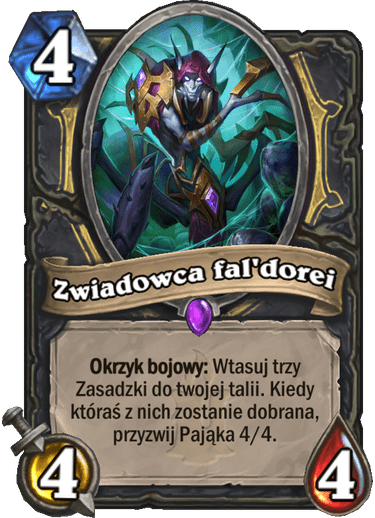 4
Zwiadowca fal'dorei
Okrzyk bojowy: Wtasuj trzy
Zasadzki do twojej talii. Kiedy
któraś z nich zostanie dobrana,
przyzwij Pająka 4/4.
4
4